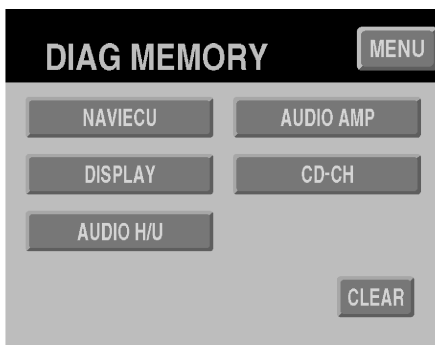 DIAG MEMORY
MENU
NAVIECU
AUDIO AMP
DISPLAY
CD-CH
AUDIO H/U
CLEAR